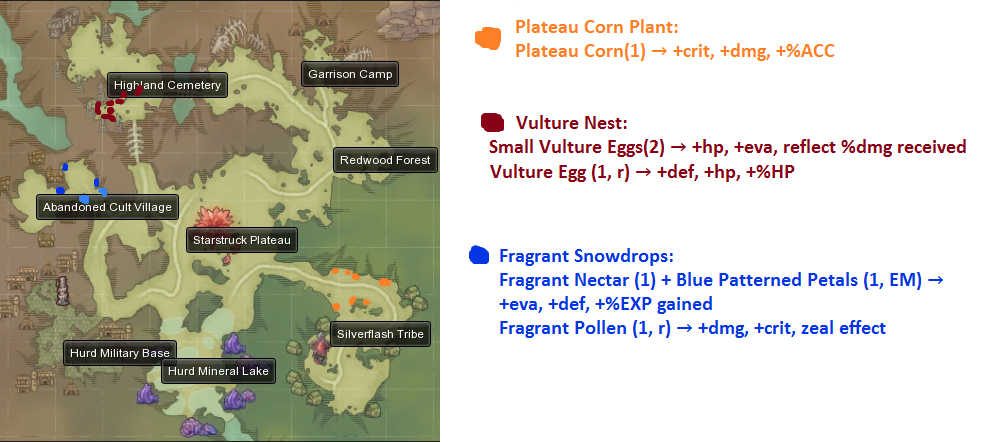 Highland Cemetery
Garrison Camp
Redwood Forest
Abandoned Cult Village
Starstruck Plateau
Silverflash Tribe
Hurd Military Base
Hurd Mineral Lake
Plateau Corn Plant:
Plateau Corn(1) → +crit, +dmg, +%ACC
Vulture Nest:
Small Vulture Eggs(2) → +hp, +eva, reflect %dmg received
Vulture Egg (1, r) → +def, +hp, +%HP
Fragrant Snowdrops:
Fragrant Nectar (1) + Blue Patterned Petals (1, EM) →
+eva, +def, +%EXP gained
Fragrant Pollen (1, r) → +dmg, +crit, zeal effect